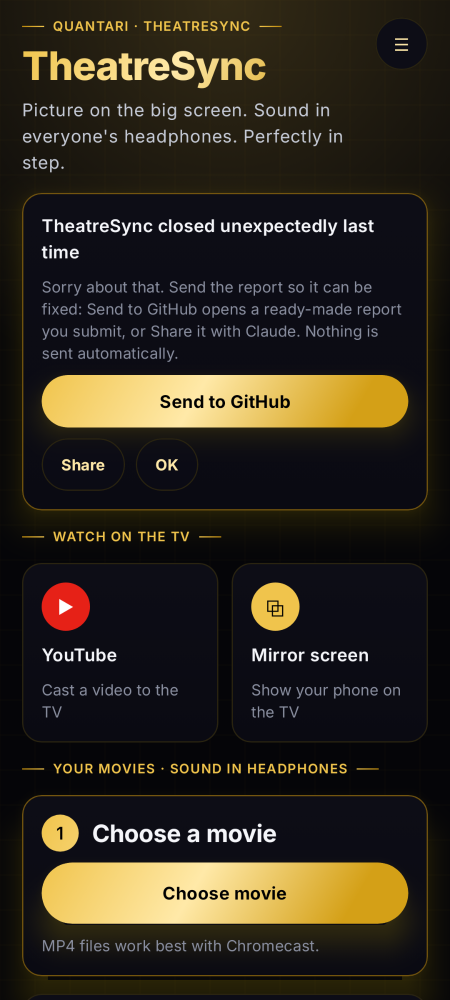 QUANTARI · THEATRESYNC
TheatreSync
Picture on the big screen. Sound in
everyone's headphones. Perfectly in
step.
TheatreSync closed unexpectedly last
time
Sorry about that. Send the report so it can be
fixed: Send to GitHub opens a ready-made report
you submit, or Share it with Claude. Nothing is
sent automatically.
Send to GitHub
Share
OK
WATCH ON THE TV
YouTube
Cast a video to the
TV
Mirror screen
Show your phone on
the TV
YOUR MOVIES · SOUND IN HEADPHONES
1
Choose a movie
Choose movie
MP4 files work best with Chromecast.